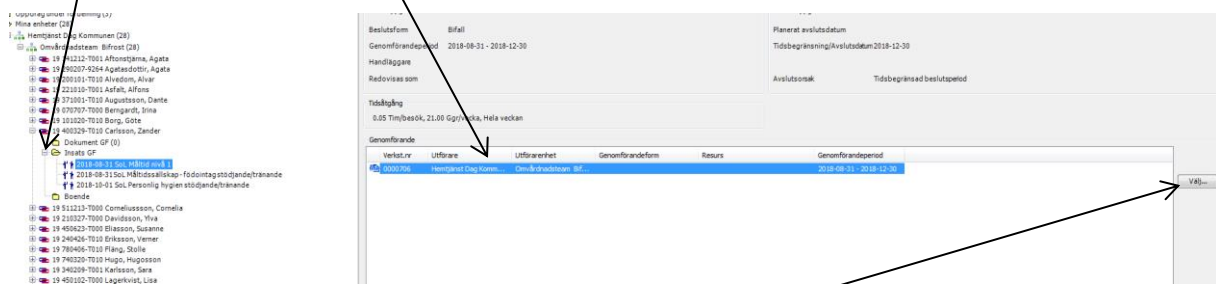 Uppdrag under fördelning (3)
Mina enheter (28)
Hemtjänst Dag Kommunen (28)
Omvårdnadsteam Bifrost (28)
19 141212-T001 Aftonstjärna, Agata
19 290207-9264 Agatasdottir, Agata
19 200101-T010 Alvedom, Alvar
19 221010-T001 Asfalt, Alfons
19 371001-T010 Augustsson, Dante
19 070707-T000 Berngardt, Irina
19 101020-T010 Borg, Göte
19 400329-T010 Carlsson, Zander
Dokument GF (0)
Insats GF
2018-08-31 SoL Måltid nivå 1
2018-08-31 SoL Måltidssällskap - födointag stödjande/tränande
2018-10-01 SoL Personlig hygien stödjande/tränande
Boende
19 511213-T000 Corneliussson, Cornelia
19 210327-T000 Davidsson, Ylva
19 450623-T000 Eliasson, Susanne
19 240426-T010 Eriksson, Verner
19 780406-T010 Fläng, Stolle
19 740320-T010 Hugo, Hugosson
19 340209-T001 Karlsson, Sara
19 450102-T000 Lagerkvist, Lisa
Beslutsform Bifall
Planerat avslutsdatum
Genomförandeperiod 2018-08-31 - 2018-12-30
Tidsbegränsning/Avslutsdatum 2018-12-30
Handläggare
Redovisas som
Avslutsorsak Tidsbegränsad beslutsperiod
Tidsåtgång
0.05 Tim/besök, 21.00 Ggr/vecka, Hela veckan
Genomförande
Verkst.nr Utförare Utförarenhet Genomförandeform Resurs Genomförandeperiod
0000706 Hemtjänst Dag Komm... Omvårdnadsteam Bif... 2018-08-31 - 2018-12-30
Välj...